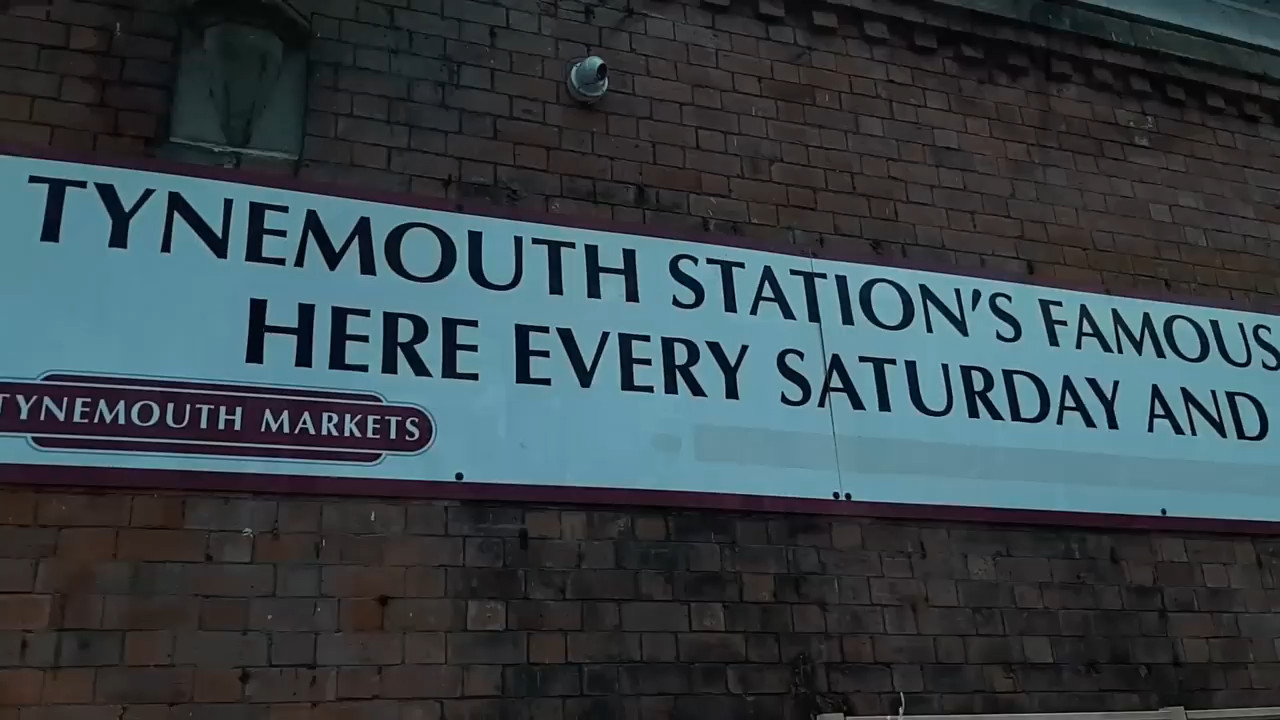 TYNEMOUTH STATION'S FAMOUS
HERE EVERY SATURDAY AND
TYNEMOUTH MARKETS